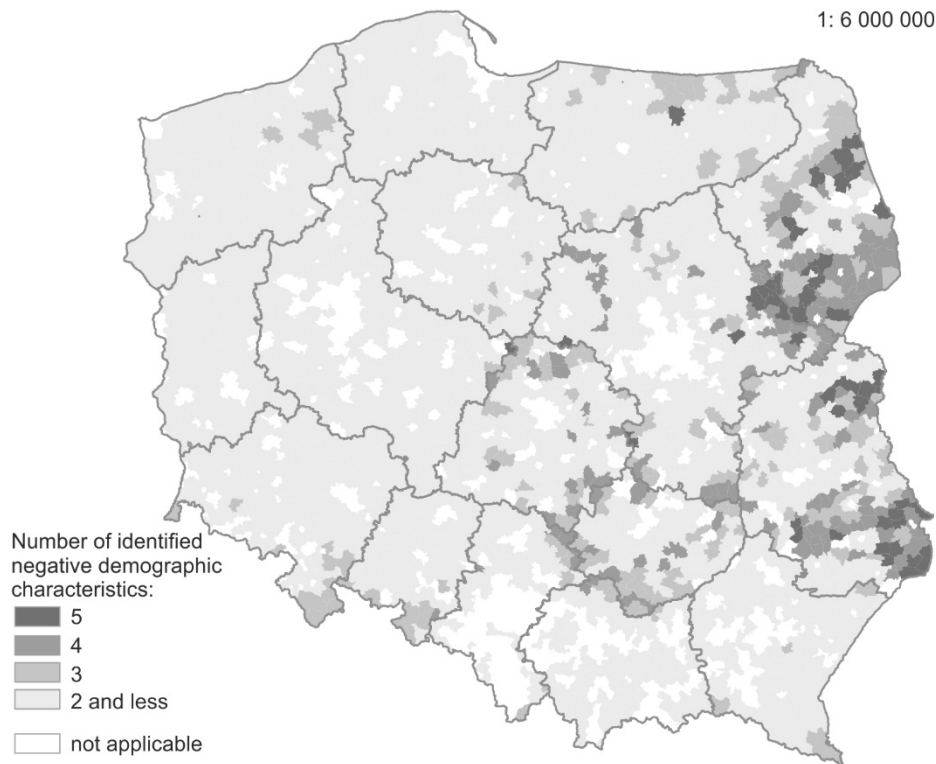 1: 6 000 000
Number of identified
negative demographic
characteristics:
5
4
3
2 and less
not applicable